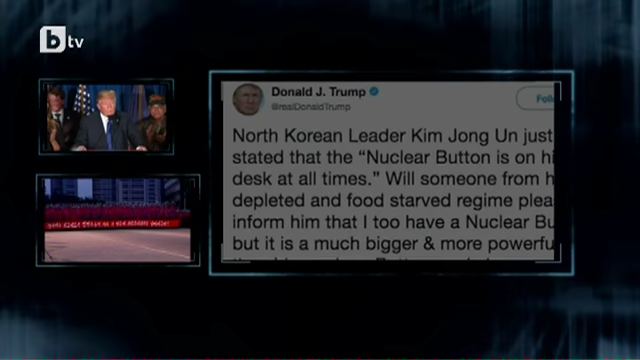 btv
Donald J. Trump
@realDonaldTrump
Foll
North Korean Leader Kim Jong Un just
stated that the “Nuclear Button is on hi
desk at all times.” Will someone from h
depleted and food starved regime plea
inform him that I too have a Nuclear Bu
but it is a much bigger & more powerfu